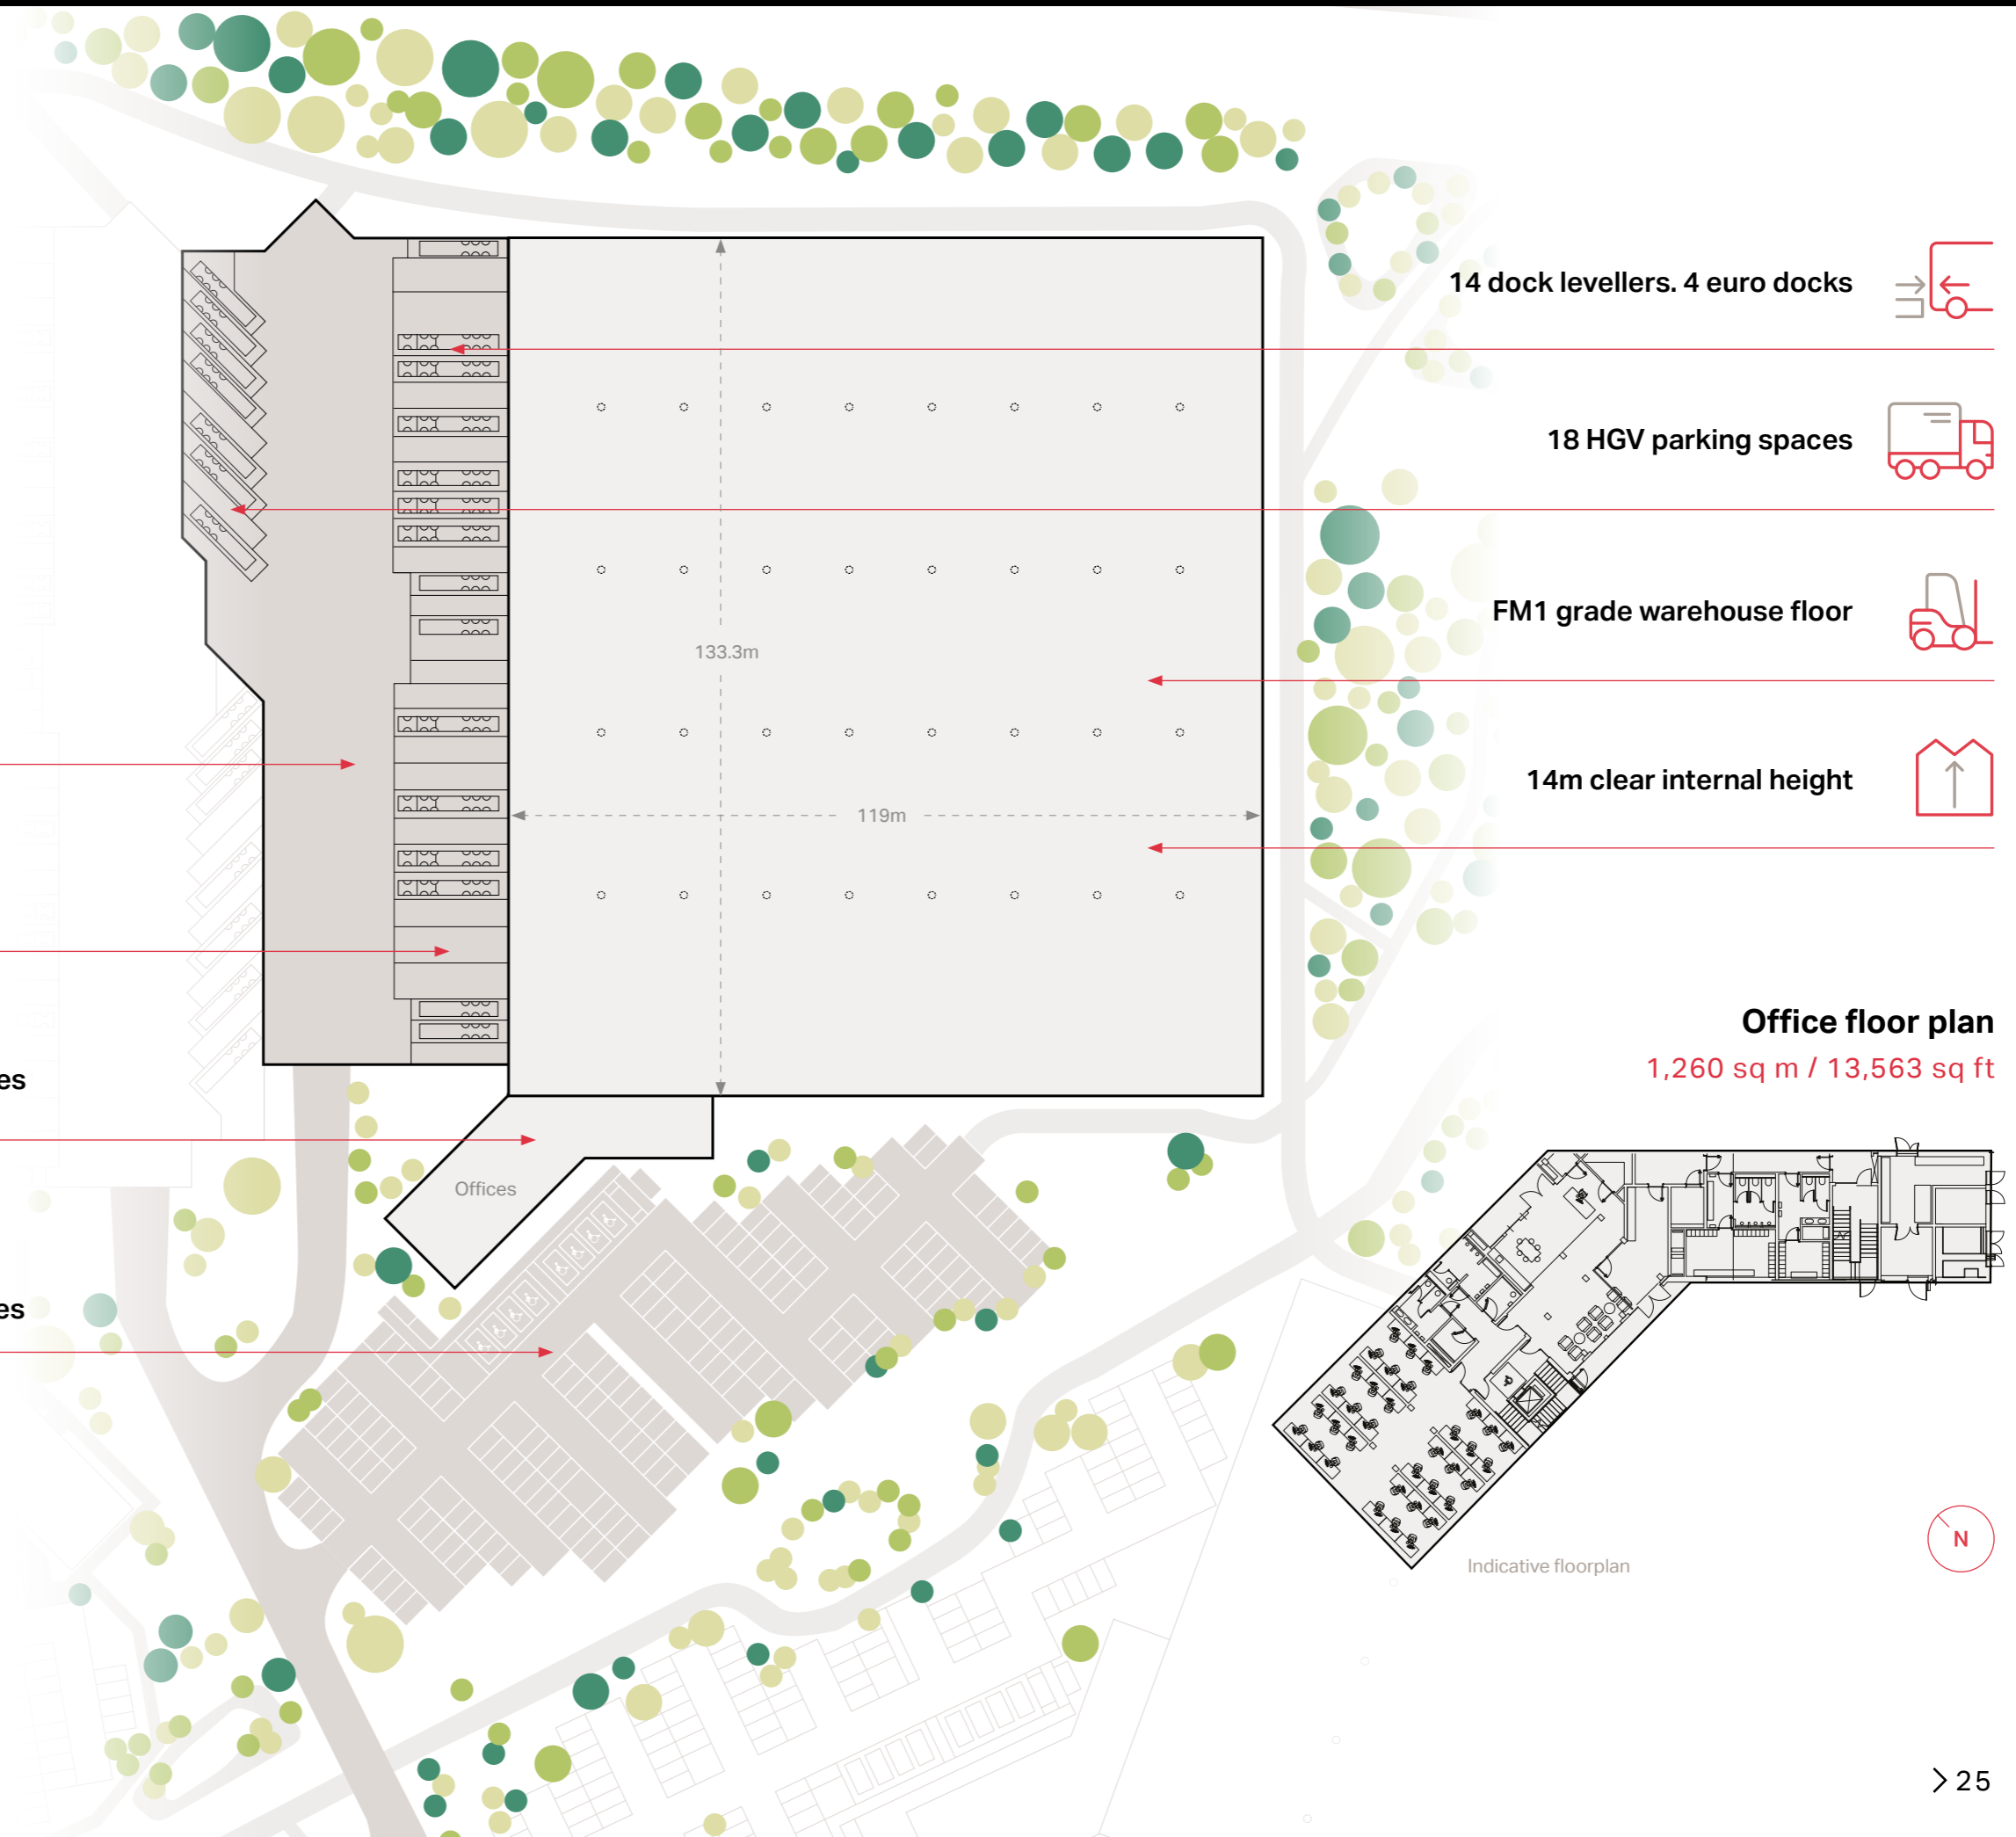 14 dock levellers. 4 euro docks
18 HGV parking spaces
133.3m
FM1 grade warehouse floor
119m
14m clear internal height
Office floor plan
1,260 sq m / 13,563 sq ft
es
Offices
es
Indicative floorplan
N
25